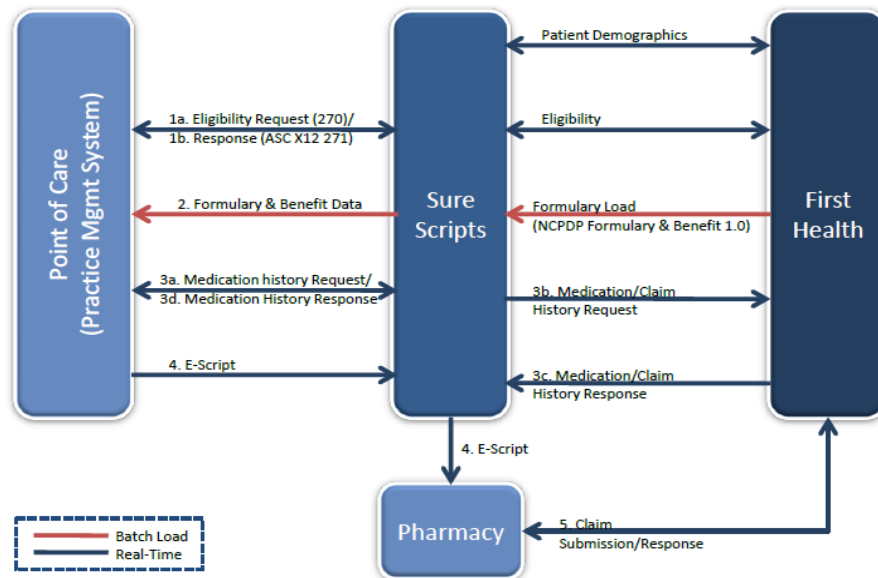 Point of Care
(Practice Mgmt System)
1a. Eligibility Request (270)/
1b. Response (ASC X12 271)
2. Formulary & Benefit Data
3a. Medication history Request/
3d. Medication History Response
4. E-Script
Sure
Scripts
Patient Demographics
Eligibility
Formulary Load
(NCPDP Formulary & Benefit 1.0)
3b. Medication/Claim
History Request
3c. Medication/Claim
History Response
First
Health
4. E-Script
Pharmacy
5. Claim
Submission/Response
Batch Load
Real-Time